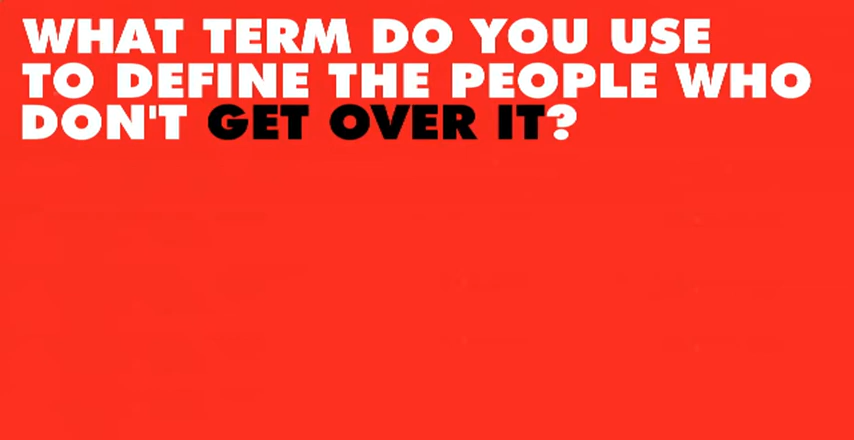 WHAT TERM DO YOU USE
TO DEFINE THE PEOPLE WHO
DON'T GET OVER IT?